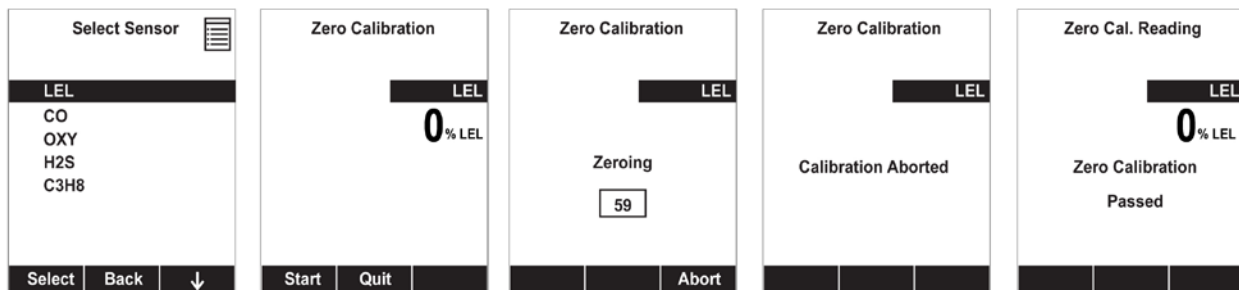 Select Sensor
LEL
CO
OXY
H2S
C3H8
Select Back ↓
Zero Calibration
LEL
0 % LEL
Start Quit
Zero Calibration
LEL
Zeroing
59
Abort
Zero Calibration
LEL
Calibration Aborted
Zero Cal. Reading
LEL
0 % LEL
Zero Calibration
Passed